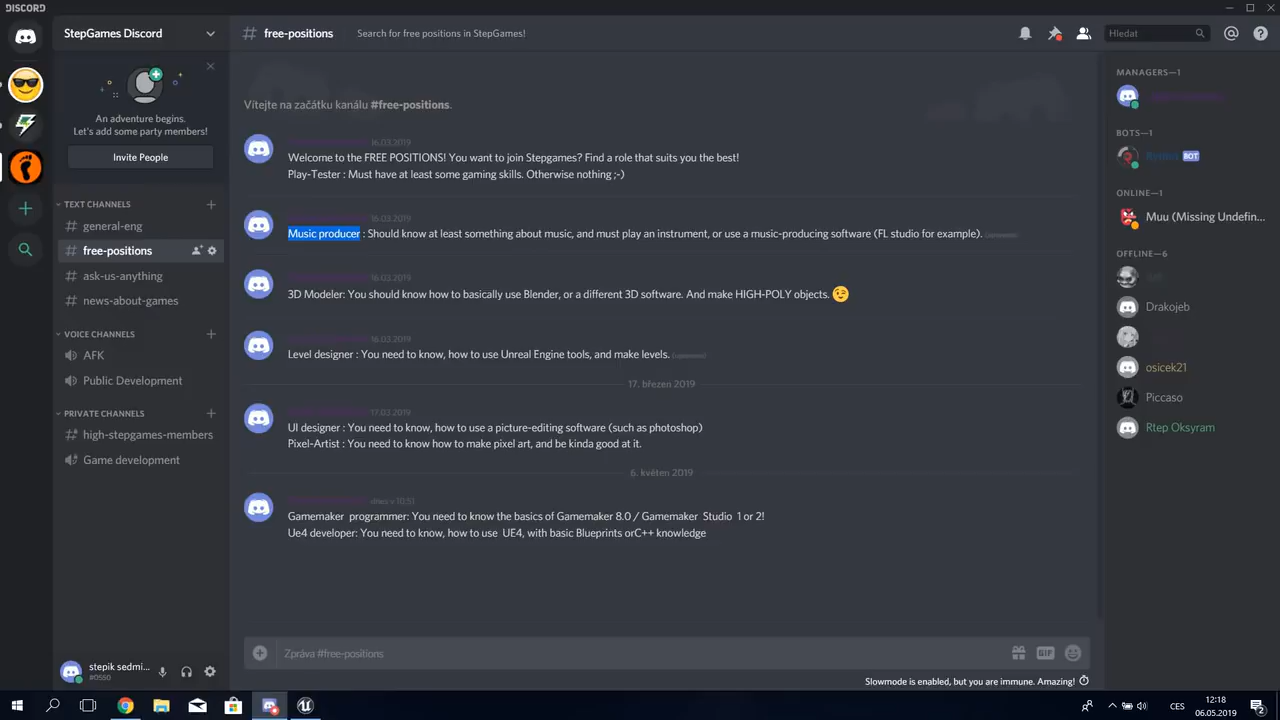 DISCORD
StepGames Discord
free-positions
Search for free positions in StepGames!
Hledat
An adventure begins.
Let's add some party members!
Invite People
TEXT CHANNELS
general-eng
free-positions
ask-us-anything
news-about-games
VOICE CHANNELS
AFK
Public Development
PRIVATE CHANNELS
high-stepgames-members
Game development
stepik sedmi...
#0550
Vítejte na začátku kanálu #free-positions.
16.03.2019
Welcome to the FREE POSITIONS! You want to join Stepgames? Find a role that suits you the best!
Play-Tester : Must have at least some gaming skills. Otherwise nothing ;-)
16.03.2019
Music producer : Should know at least something about music, and must play an instrument, or use a music-producing software (FL studio for example).
16.03.2019
3D Modeler: You should know how to basically use Blender, or a different 3D software. And make HIGH-POLY objects.
16.03.2019
Level designer : You need to know, how to use Unreal Engine tools, and make levels.
17. březen 2019
17.03.2019
UI designer : You need to know, how to use a picture-editing software (such as photoshop)
Pixel-Artist : You need to know how to make pixel art, and be kinda good at it.
6. květen 2019
dnes v 10:51
Gamemaker programmer: You need to know the basics of Gamemaker 8.0 / Gamemaker Studio 1 or 2!
Ue4 developer: You need to know, how to use UE4, with basic Blueprints orC++ knowledge
Zpráva #free-positions
GIF
Slowmode is enabled, but you are immune. Amazing!
MANAGERS—1
BOTS—1
BOT
ONLINE—1
Muu (Missing Undefin...
OFFLINE—6
Drakojeb
osicek21
Piccaso
Rtep Oksyram
CES
12:18
06.05.2019
2